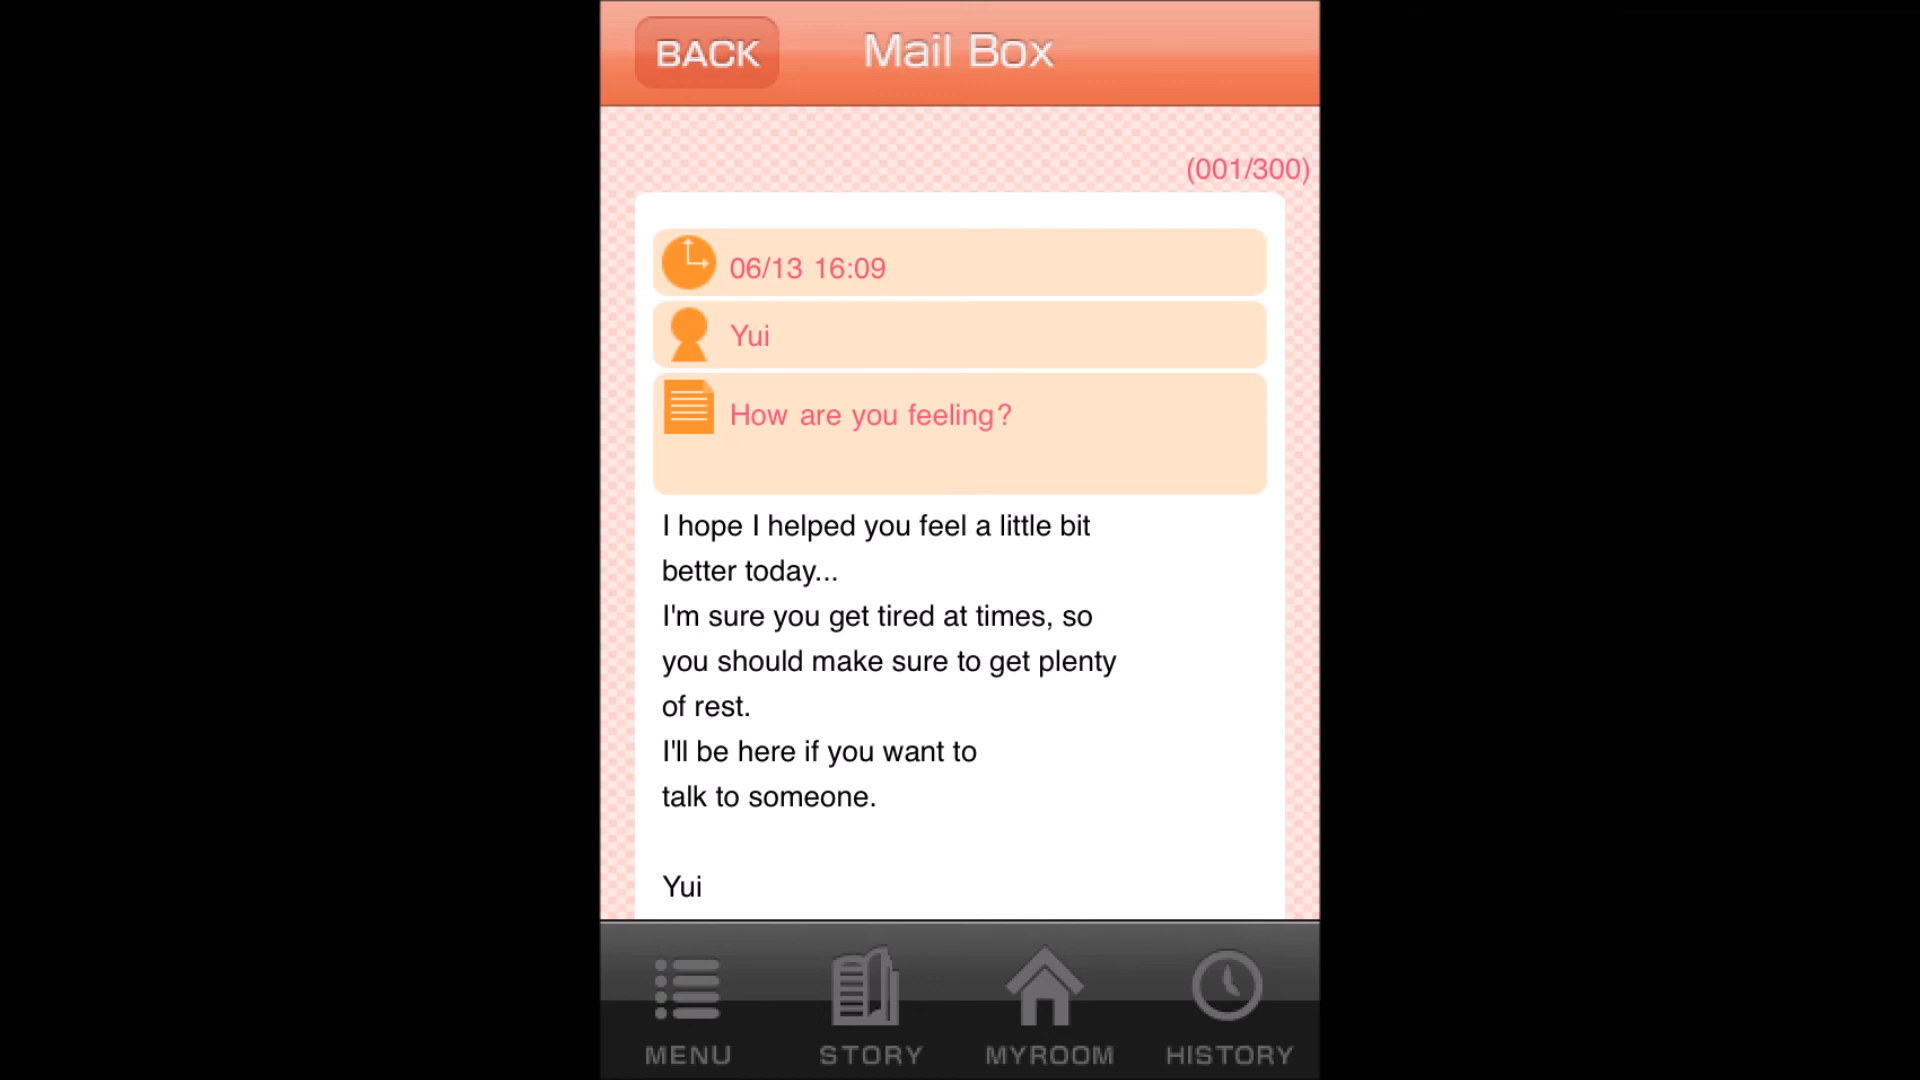 BACK
Mail Box
(001/300)
06/13 16:09
Yui
How are you feeling?
I hope I helped you feel a little bit
better today...
I'm sure you get tired at times, so
you should make sure to get plenty
of rest.
I'll be here if you want to
talk to someone.
Yui
MENU
STORY
MYROOM
HISTORY